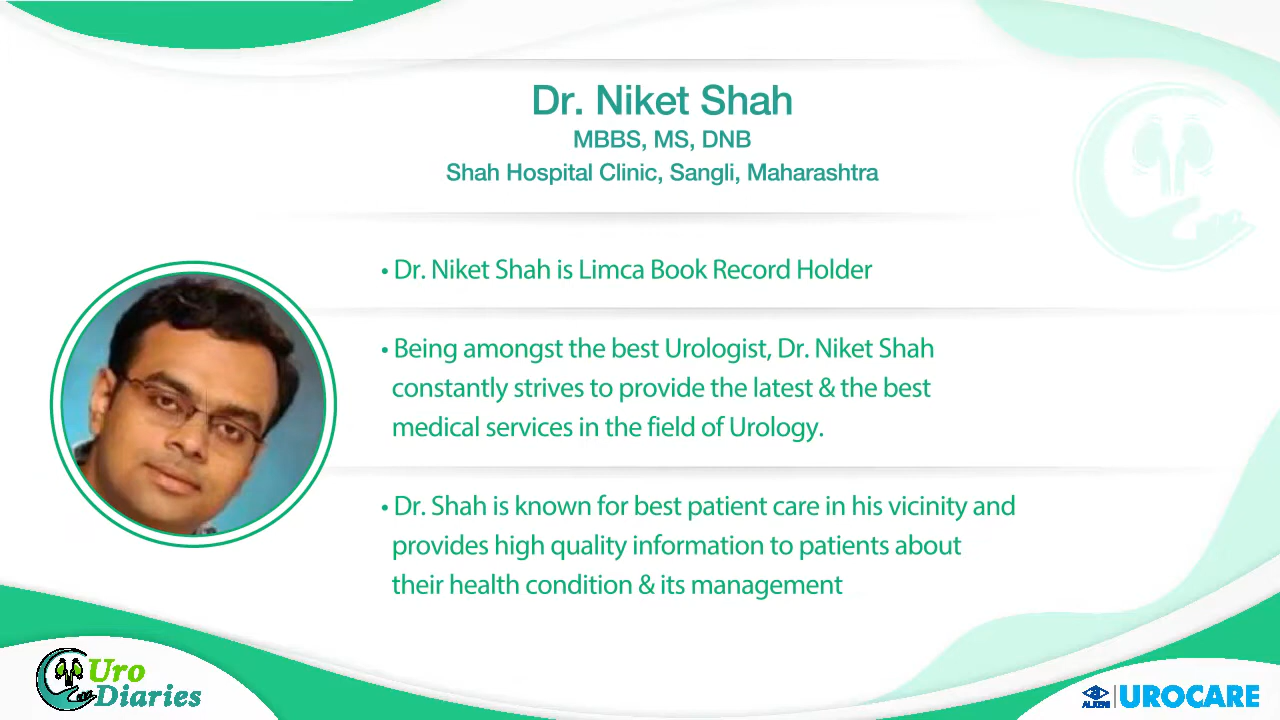 Dr. Niket Shah
MBBS, MS, DNB
Shah Hospital Clinic, Sangli, Maharashtra
• Dr. Niket Shah is Limca Book Record Holder
• Being amongst the best Urologist, Dr. Niket Shah
constantly strives to provide the latest & the best
medical services in the field of Urology.
• Dr. Shah is known for best patient care in his vicinity and
provides high quality information to patients about
their health condition & its management
Uro
Diaries
ALKEM
UROCARE